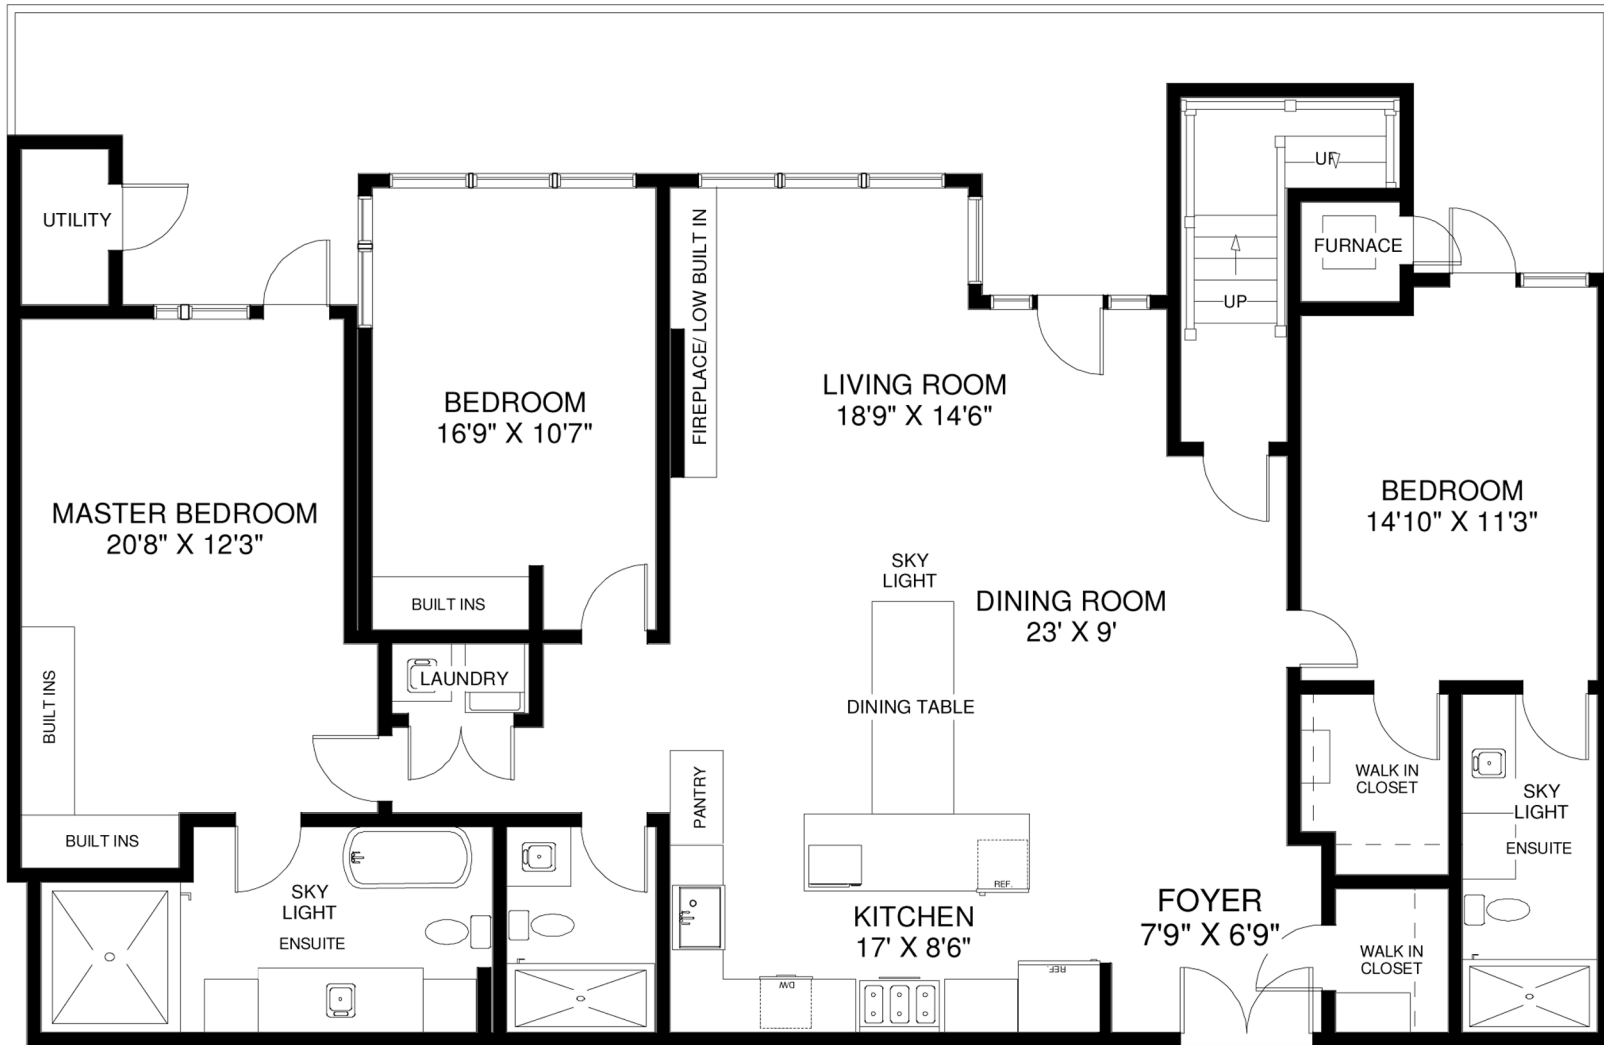 UP
UTILITY
FURNACE
FIREPLACE/ LOW BUILT IN
UP
LIVING ROOM
18'9" X 14'6"
BEDROOM
16'9" X 10'7"
BEDROOM
14'10" X 11'3"
MASTER BEDROOM
20'8" X 12'3"
SKY
LIGHT
DINING ROOM
23' X 9'
BUILT INS
LAUNDRY
BUILT INS
DINING TABLE
WALK IN
CLOSET
PANTRY
SKY
LIGHT
ENSUITE
BUILT INS
REF.
SKY
LIGHT
ENSUITE
KITCHEN
17' X 8'6"
FOYER
7'9" X 6'9"
WALK IN
CLOSET
REF.
D/W